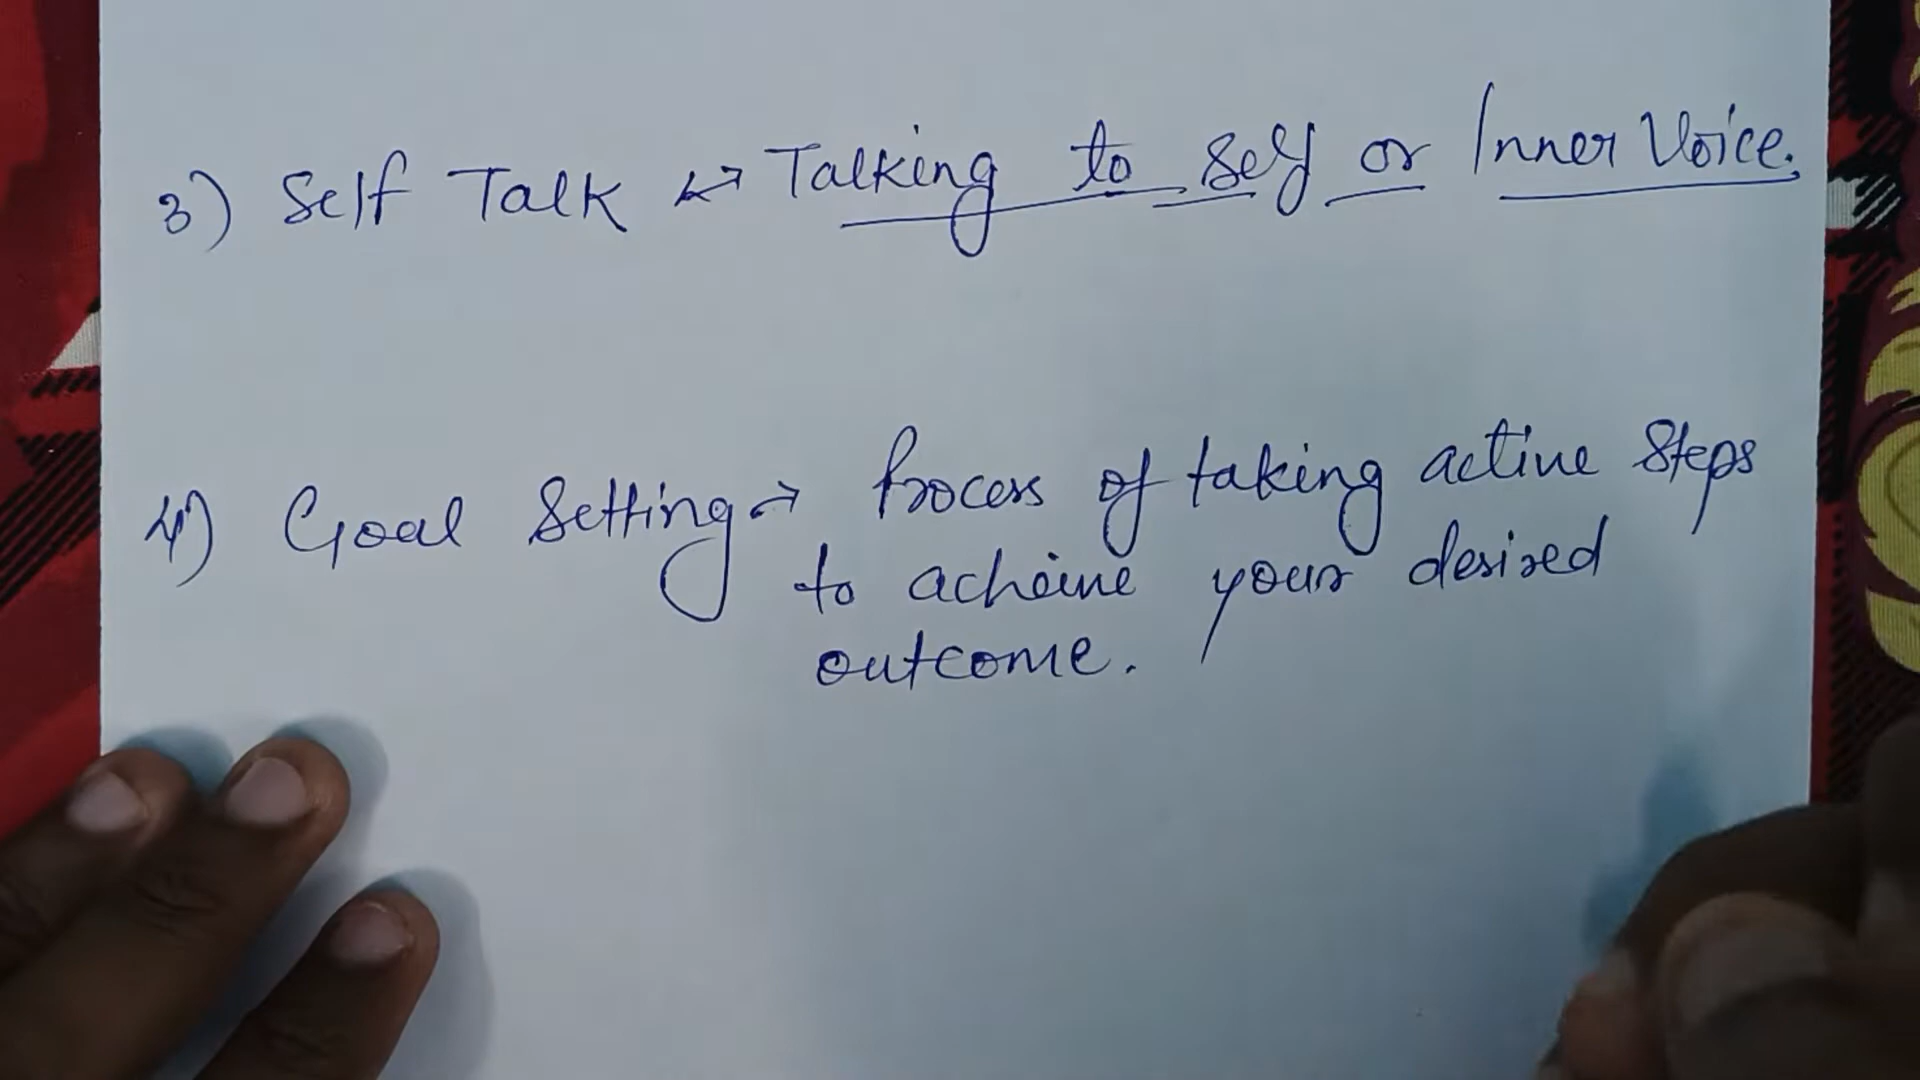 3) Self Talk ↔ Talking to self or Inner Voice.
4) Goal Setting → Process of taking active Steps
to acheive your desired
outcome.